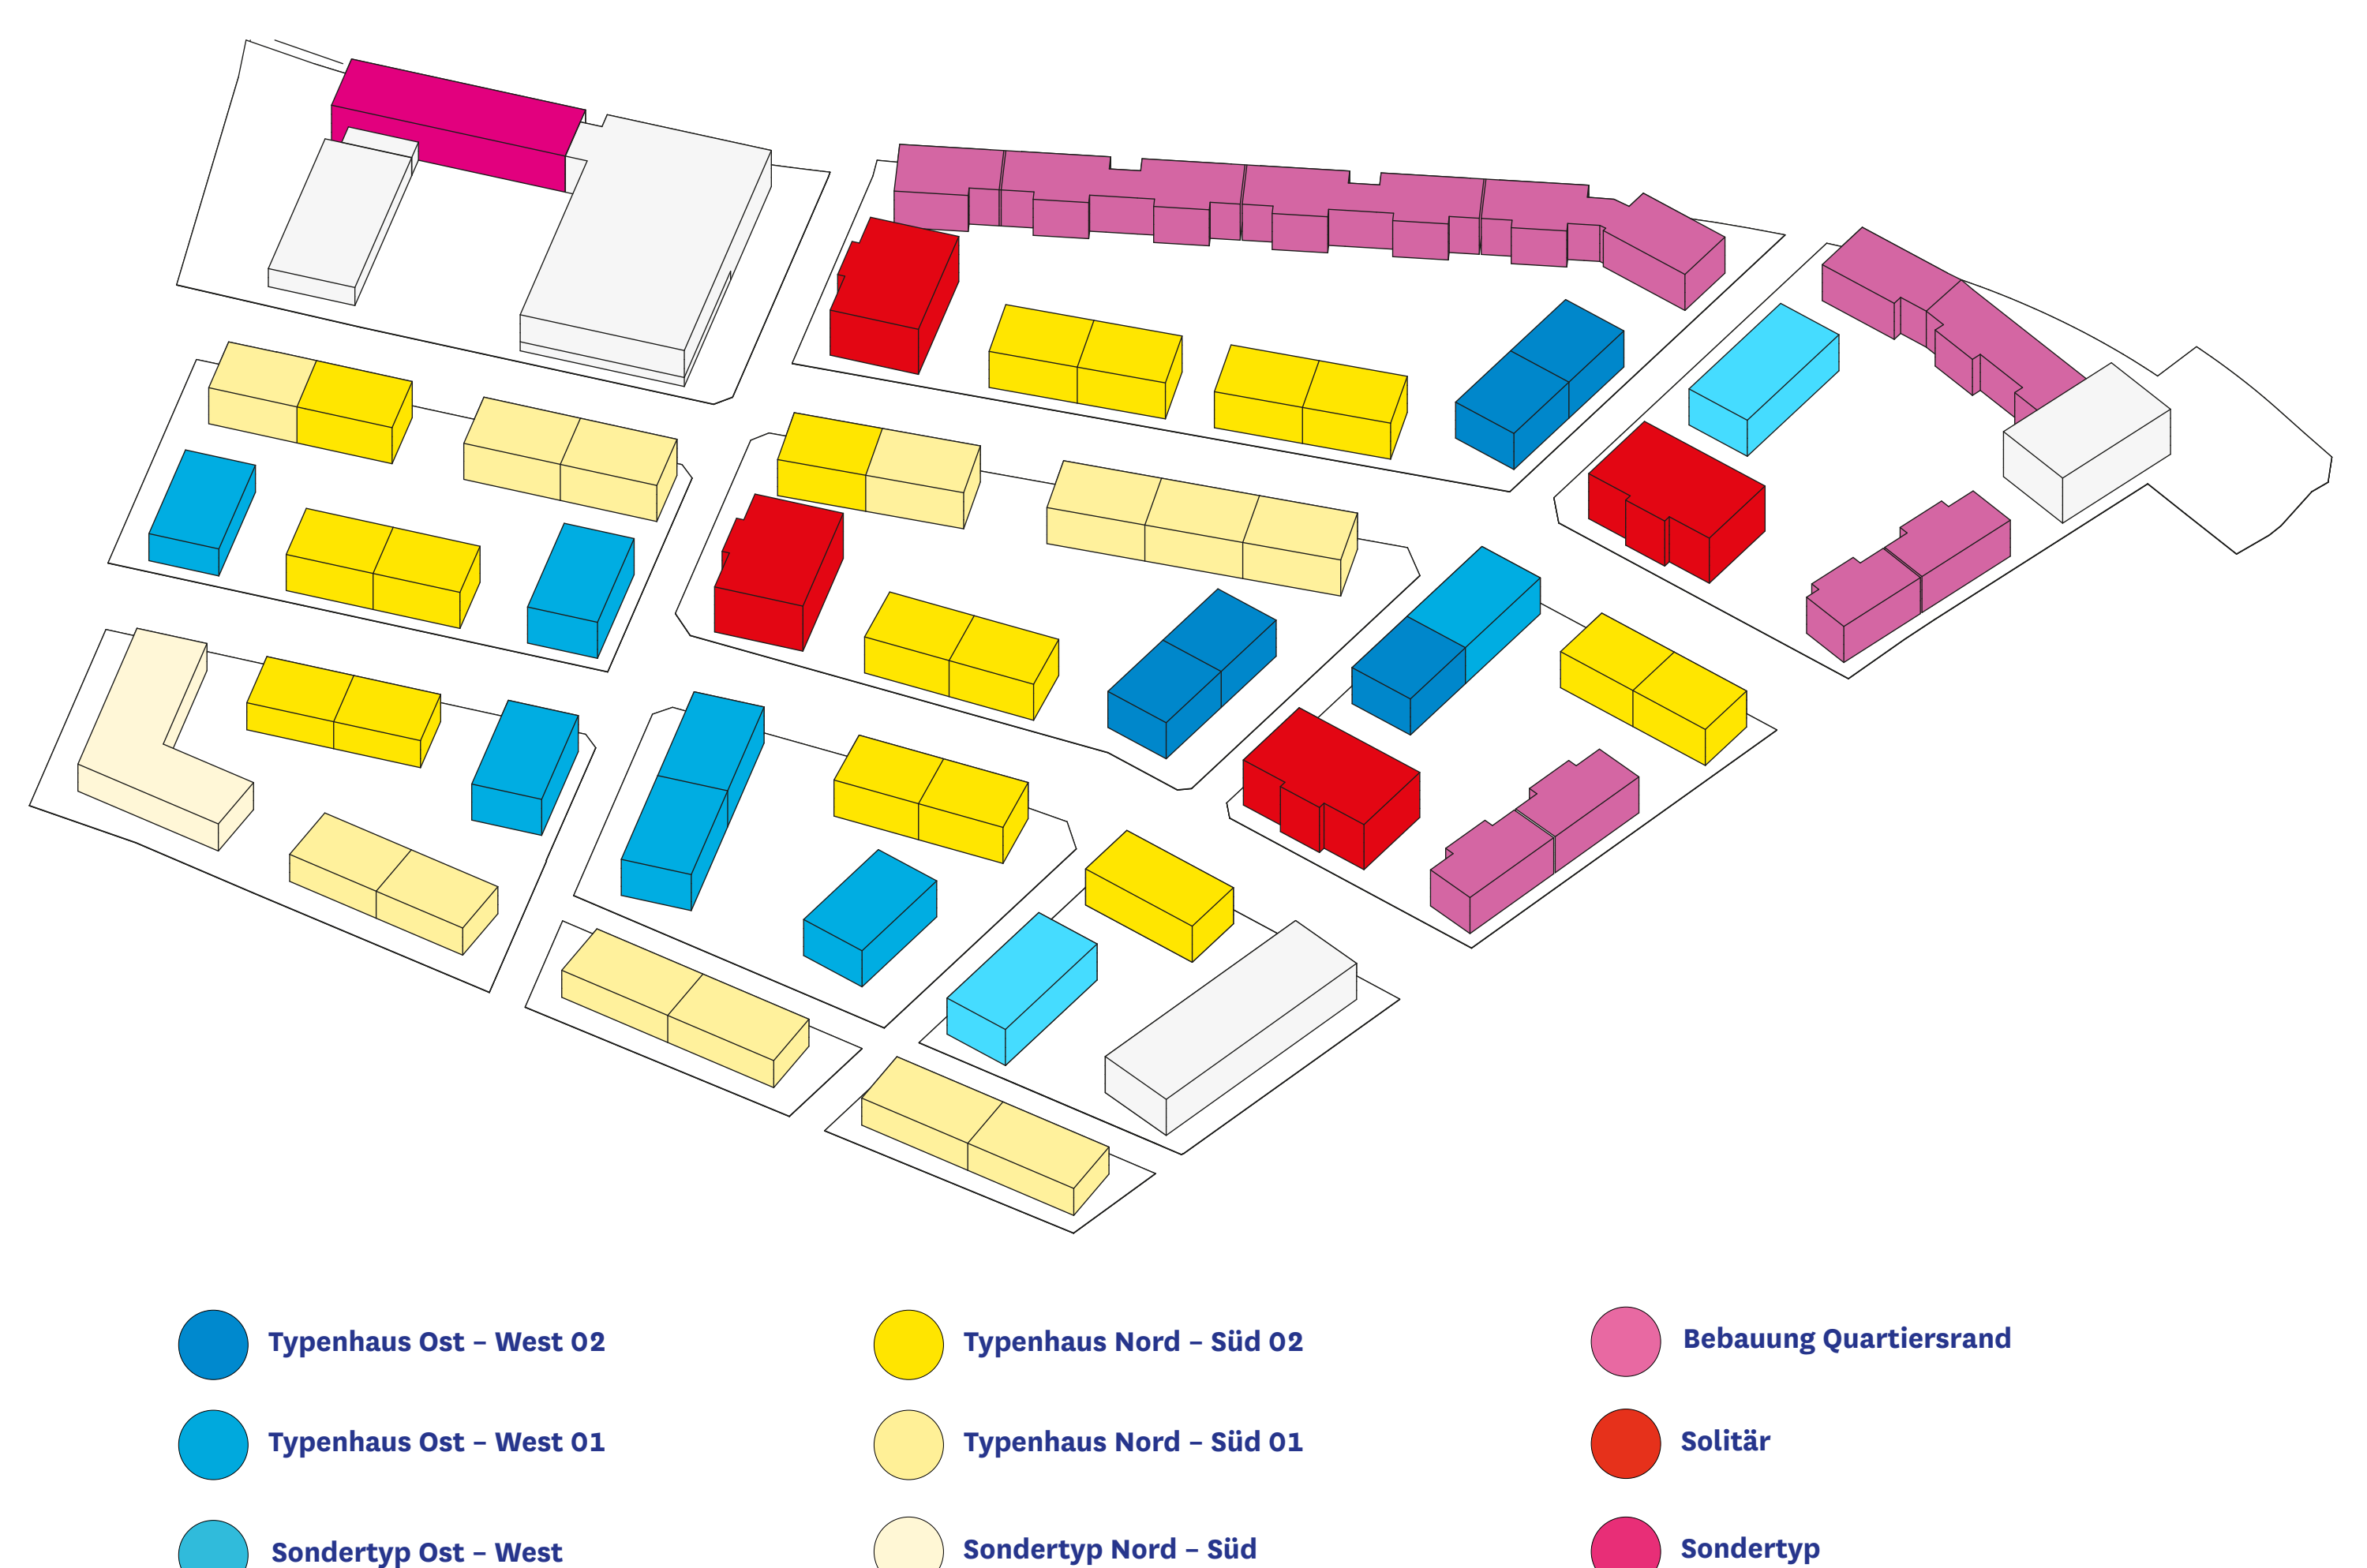 Typenhaus Ost – West 02
Typenhaus Nord – Süd 02
Bebauung Quartiersrand
Typenhaus Ost – West 01
Typenhaus Nord – Süd 01
Solitär
Sondertyp Ost – West
Sondertyp Nord – Süd
Sondertyp